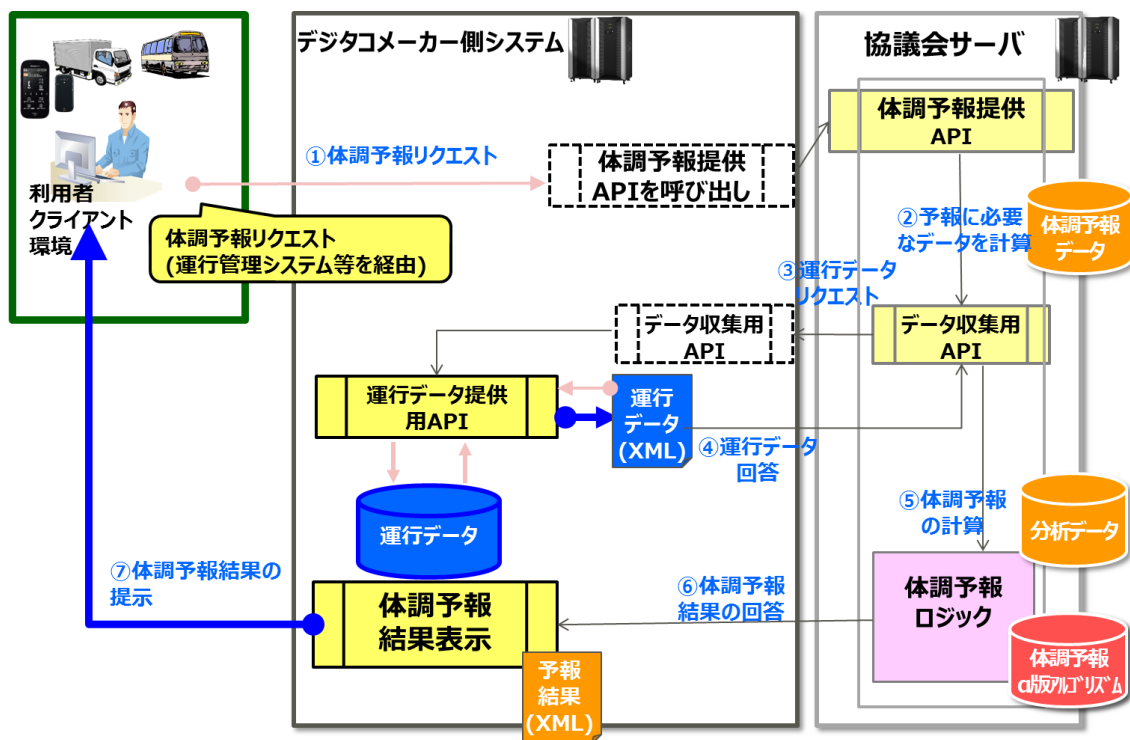 デジタコメーカー側システム
協議会サーバ
利用者
クライアント
環境
①体調予報リクエスト
体調予報リクエスト
(運行管理システム等を経由)
体調予報提供
APIを呼び出し
体調予報提供
API
②予報に必要
なデータを計算
体調予報
データ
③運行データ
リクエスト
データ収集用
API
データ収集用
API
運行データ提供
用API
運行
データ
(XML)
④運行データ
回答
運行データ
⑤体調予報
の計算
分析データ
⑦体調予報結果の
提示
体調予報
結果表示
⑥体調予報
結果の回答
体調予報
ロジック
予報
結果
(XML)
体調予報
α版ｱﾙｺﾞﾘｽﾞﾑ